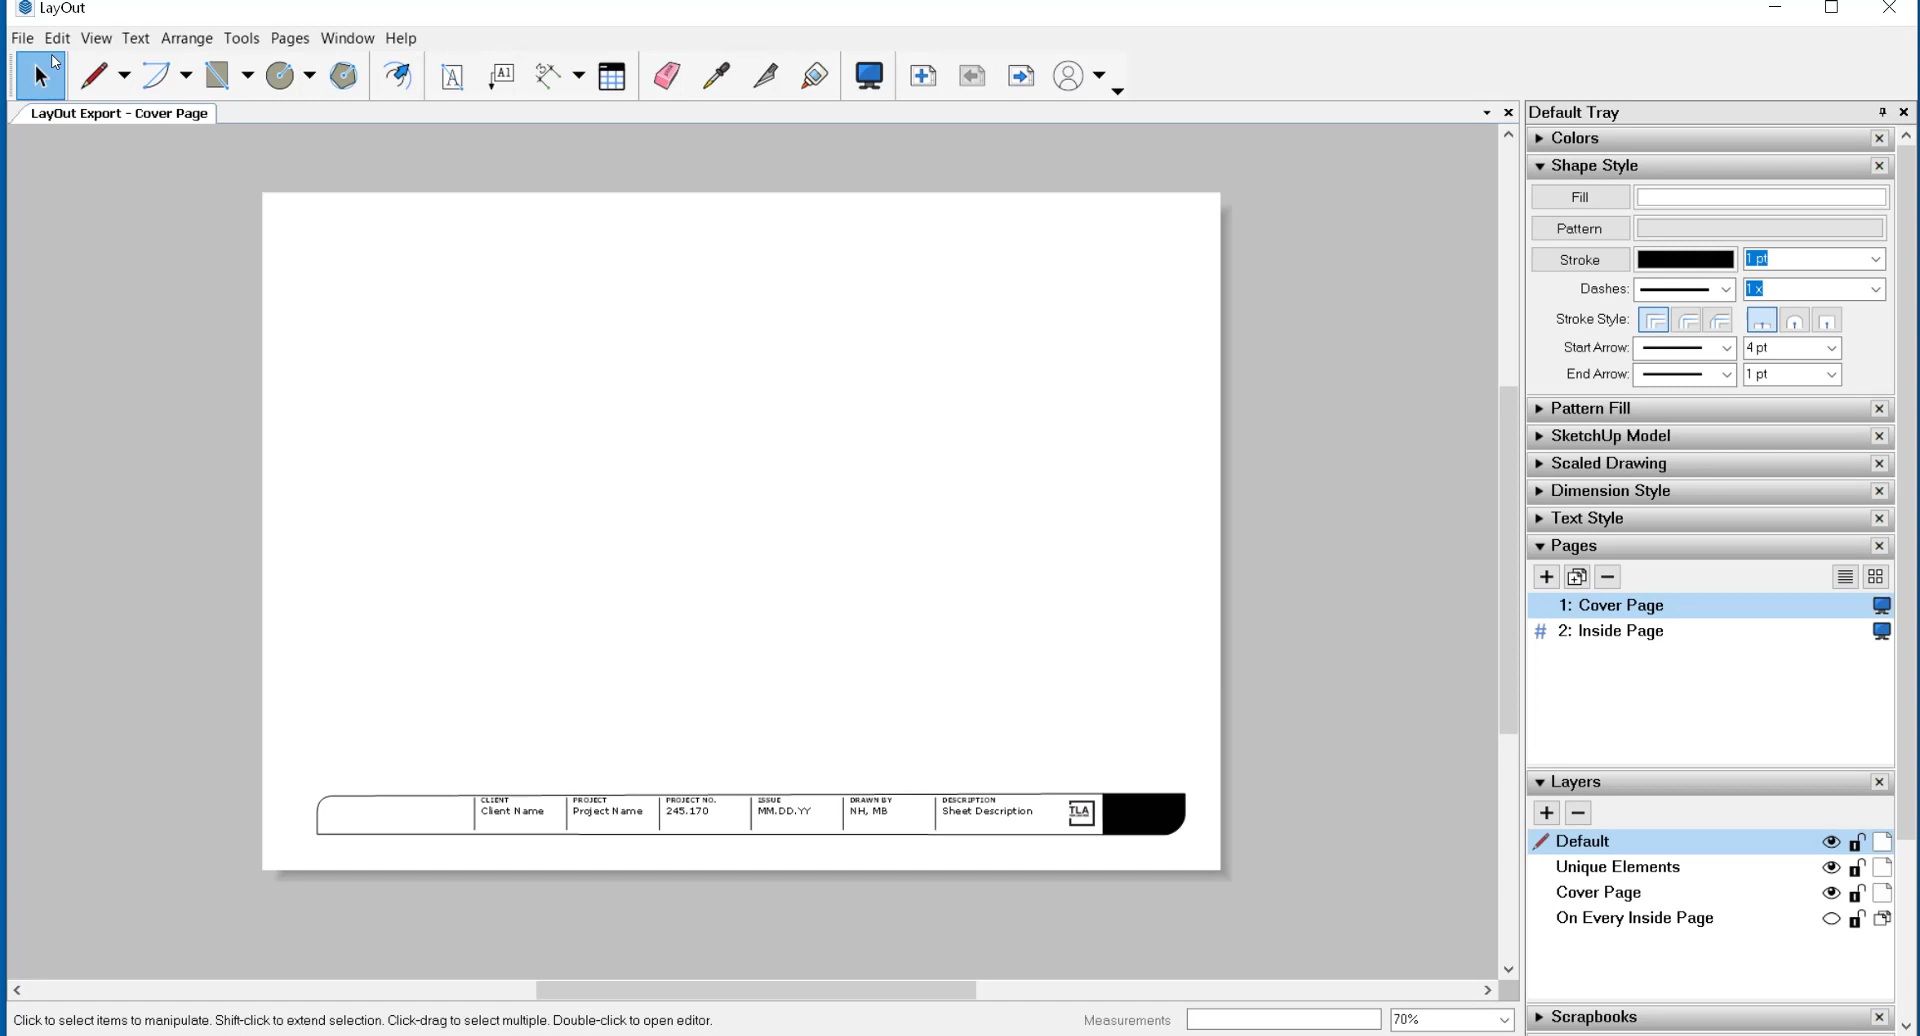 LayOut
File Edit View Text Arrange Tools Pages Window Help
A A1
LayOut Export - Cover Page
Default Tray
Colors
Shape Style
Fill
Pattern
Stroke 1 pt
Dashes: 1 x
Stroke Style:
Start Arrow: 4 pt
End Arrow: 1 pt
Pattern Fill
SketchUp Model
Scaled Drawing
Dimension Style
Text Style
Pages
1: Cover Page
# 2: Inside Page
Layers
Default
Unique Elements
Cover Page
On Every Inside Page
Scrapbooks
CLIENT PROJECT PROJECT NO. ISSUE DRAWN BY DESCRIPTION
Client Name Project Name 245.170 MM.DD.YY NH, MB Sheet Description TLA
Click to select items to manipulate. Shift-click to extend selection. Click-drag to select multiple. Double-click to open editor. Measurements 70%